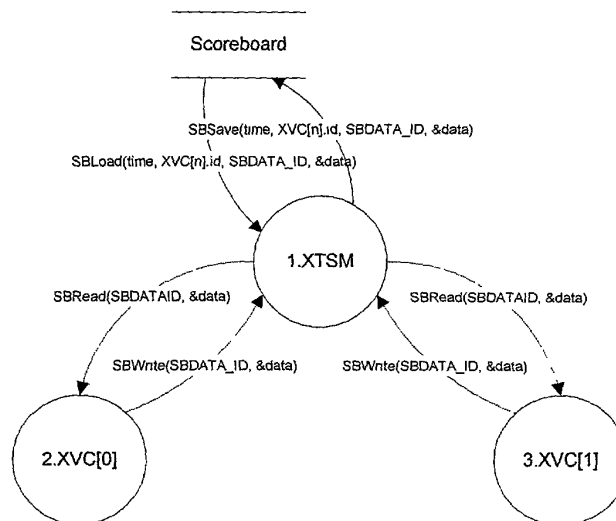 Scoreboard
SBSave(time, XVC[n].id, SBDATA_ID, &data)
SBLoad(time, XVC[n].id, SBDATA_ID, &data)
1.XTSM
SBRead(SBDATAID, &data)
SBRead(SBDATAID, &data)
SBWrite(SBDATA_ID, &data)
SBWrite(SBDATA_ID, &data)
2.XVC[0]
3.XVC[1]